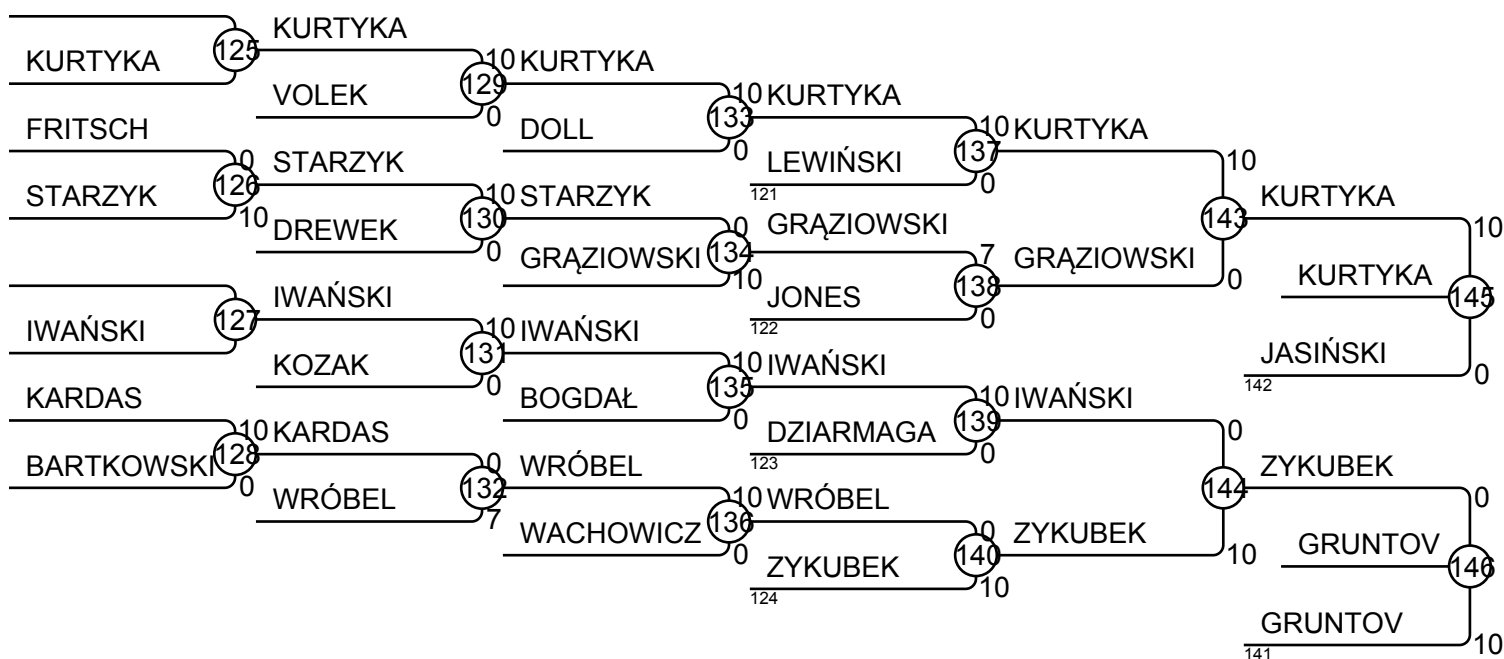 KURTYKA
125
KURTYKA
10
129
VOLEK
0
KURTYKA
10
133
DOLL
0
KURTYKA
10
137
LEWIŃSKI
121
0
KURTYKA
10
143
FRITSCH
0
126
STARZYK
10
STARZYK
10
130
DREWEK
0
STARZYK
0
134
GRĄZIOWSKI
10
GRĄZIOWSKI
7
138
JONES
122
0
GRĄZIOWSKI
0
KURTYKA
10
KURTYKA
145
JASIŃSKI
142
0
IWAŃSKI
127
IWAŃSKI
10
131
KOZAK
0
IWAŃSKI
10
135
BOGDAŁ
0
IWAŃSKI
10
139
DZIARMAGA
123
0
IWAŃSKI
0
144
KARDAS
10
128
BARTKOWSKI
0
KARDAS
0
132
WRÓBEL
7
WRÓBEL
10
136
WACHOWICZ
0
WRÓBEL
0
140
ZYKUBEK
124
10
ZYKUBEK
10
ZYKUBEK
0
GRUNTOV
146
GRUNTOV
141
10